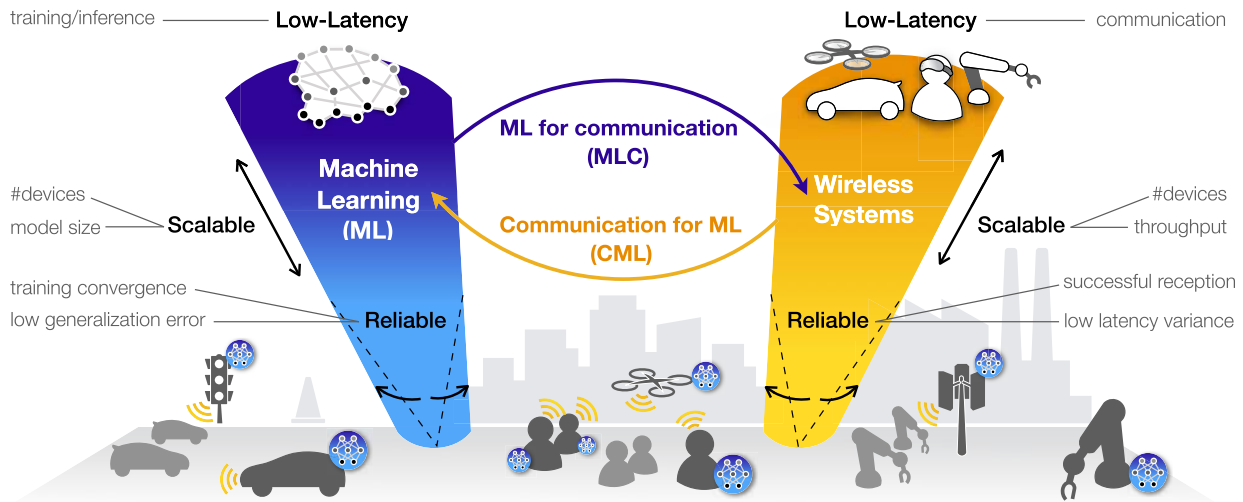 training/inference
Low-Latency
Low-Latency
communication
ML for communication
(MLC)
Machine
Learning
(ML)
Wireless
Systems
#devices
model size
Scalable
Communication for ML
(CML)
Scalable
#devices
throughput
training convergence
low generalization error
Reliable
Reliable
successful reception
low latency variance